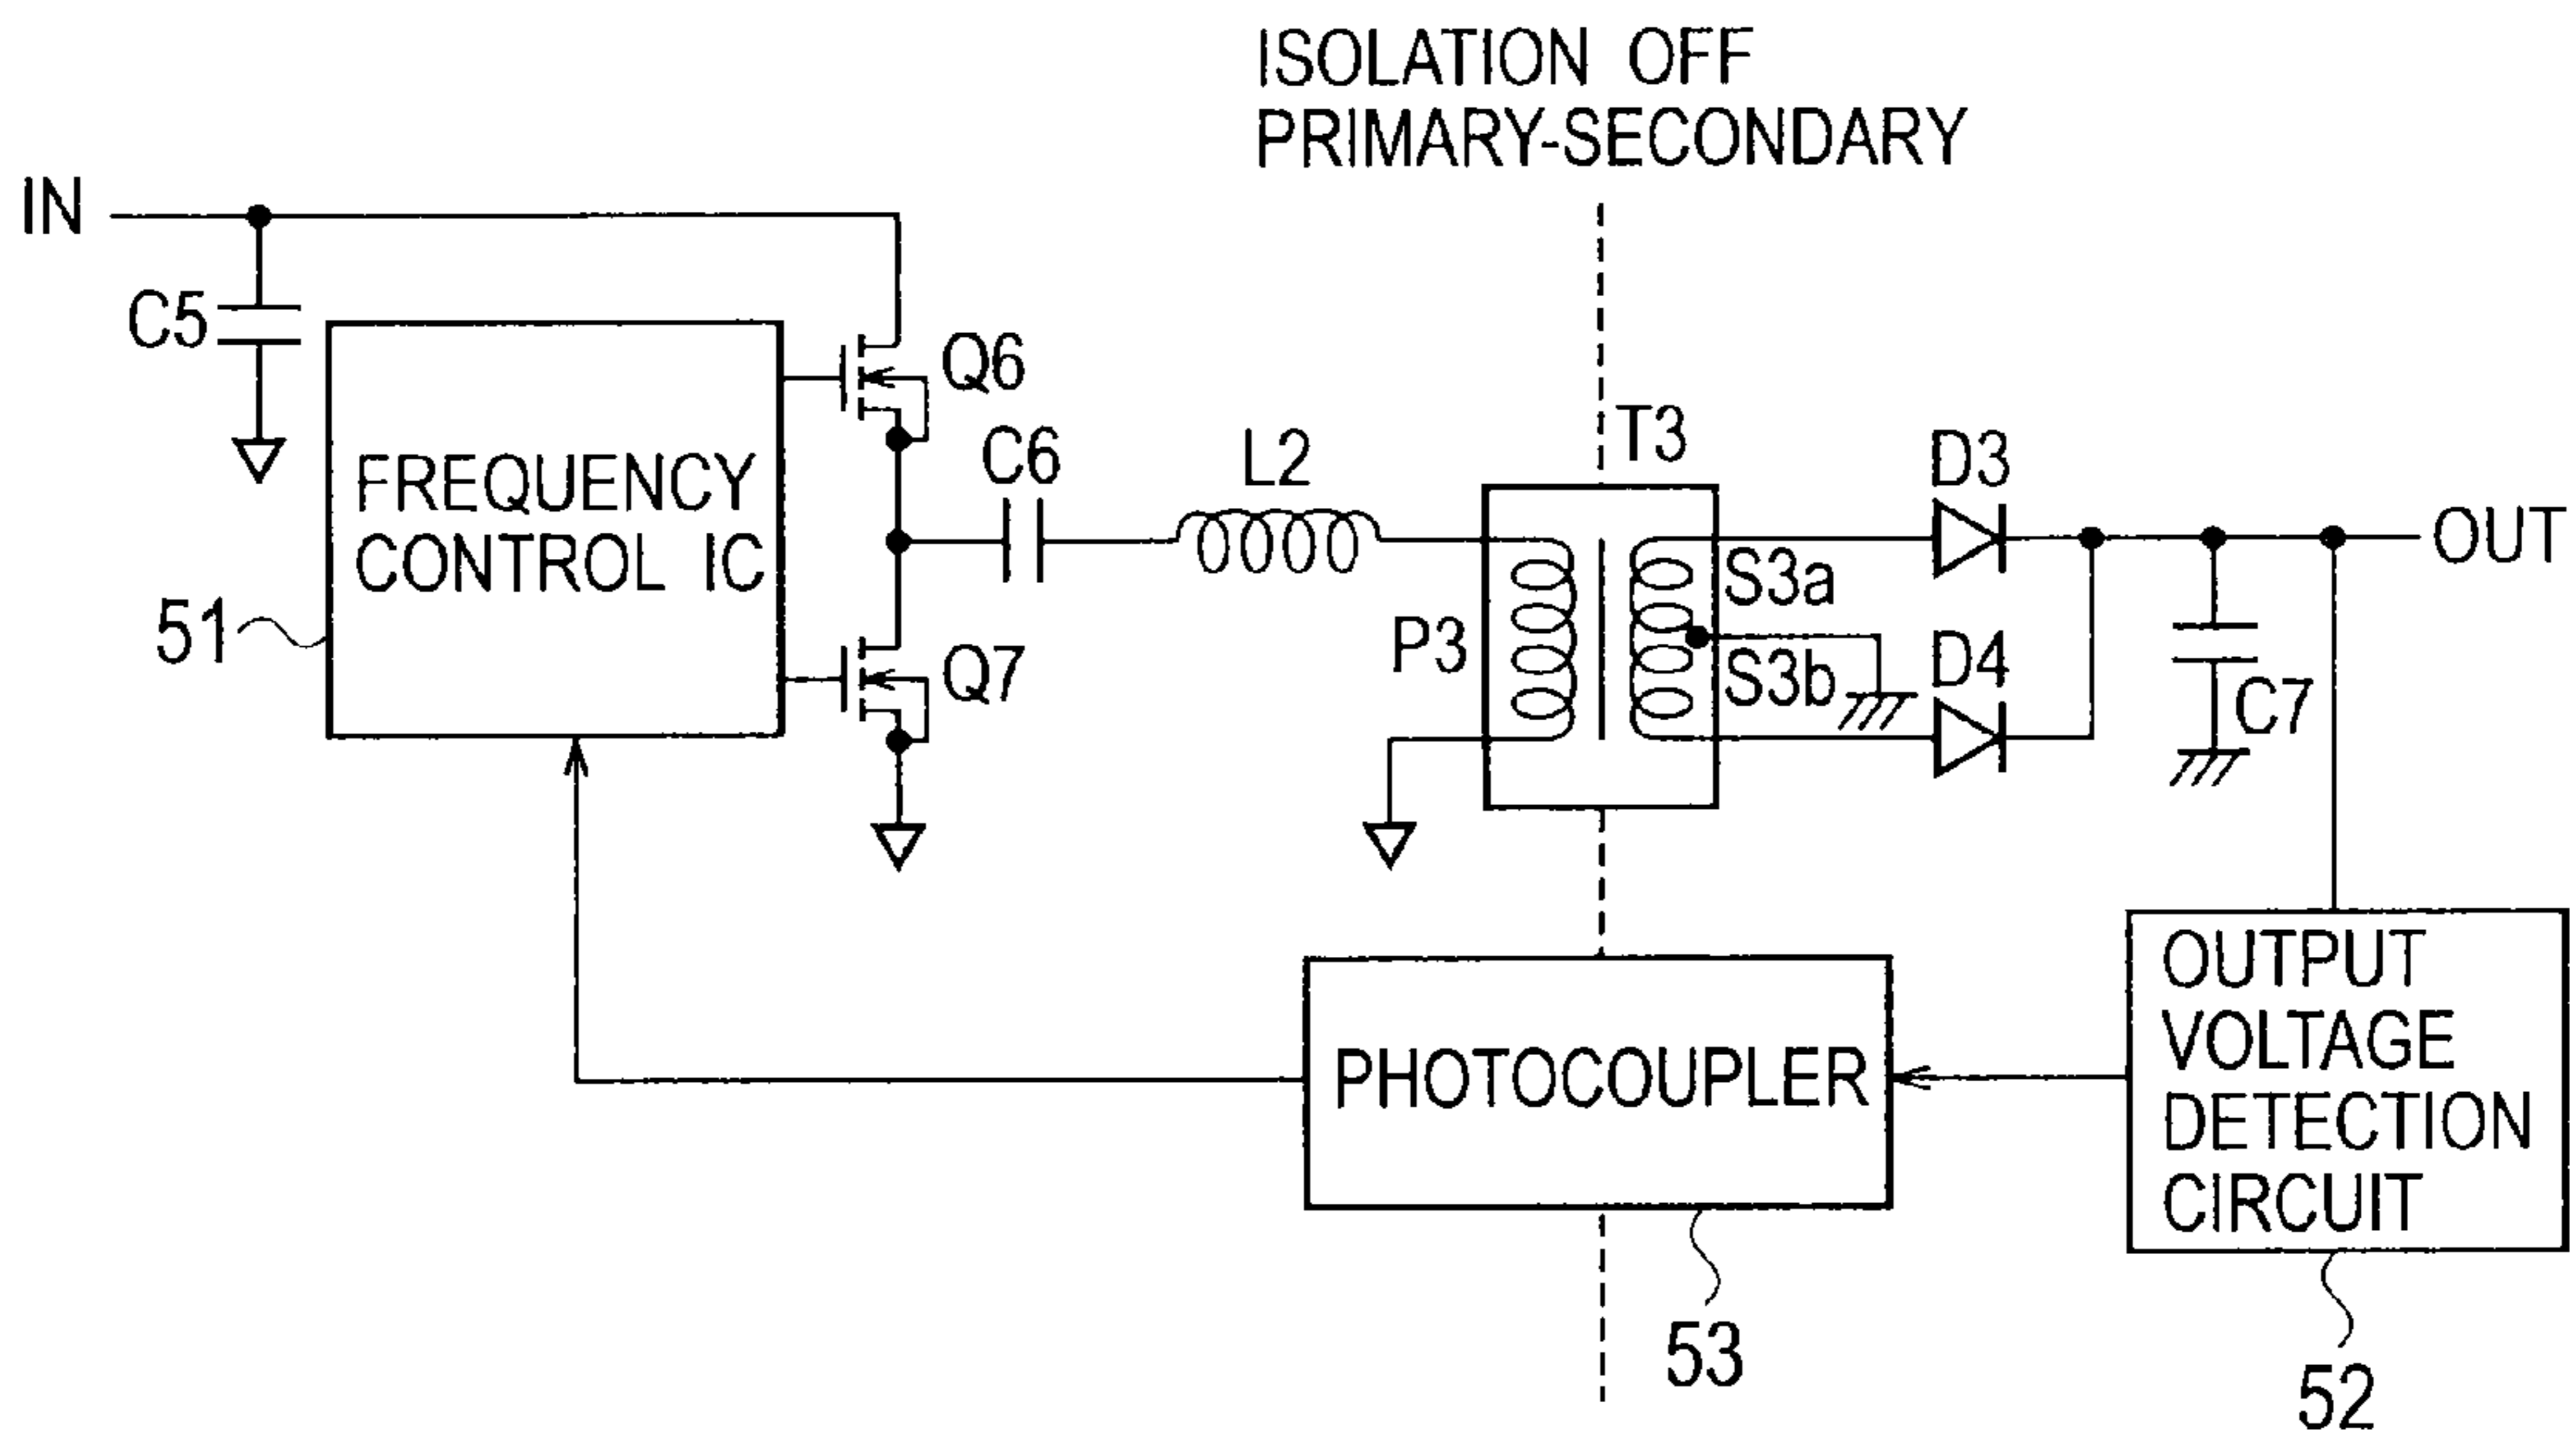 ISOLATION OFF
PRIMARY-SECONDARY
IN
C5
Q6
FREQUENCY
CONTROL IC
51
C6
L2
T3
D3
OUT
P3
S3a
S3b
Q7
D4
C7
PHOTOCOUPLER
OUTPUT
VOLTAGE
DETECTION
CIRCUIT
53
52